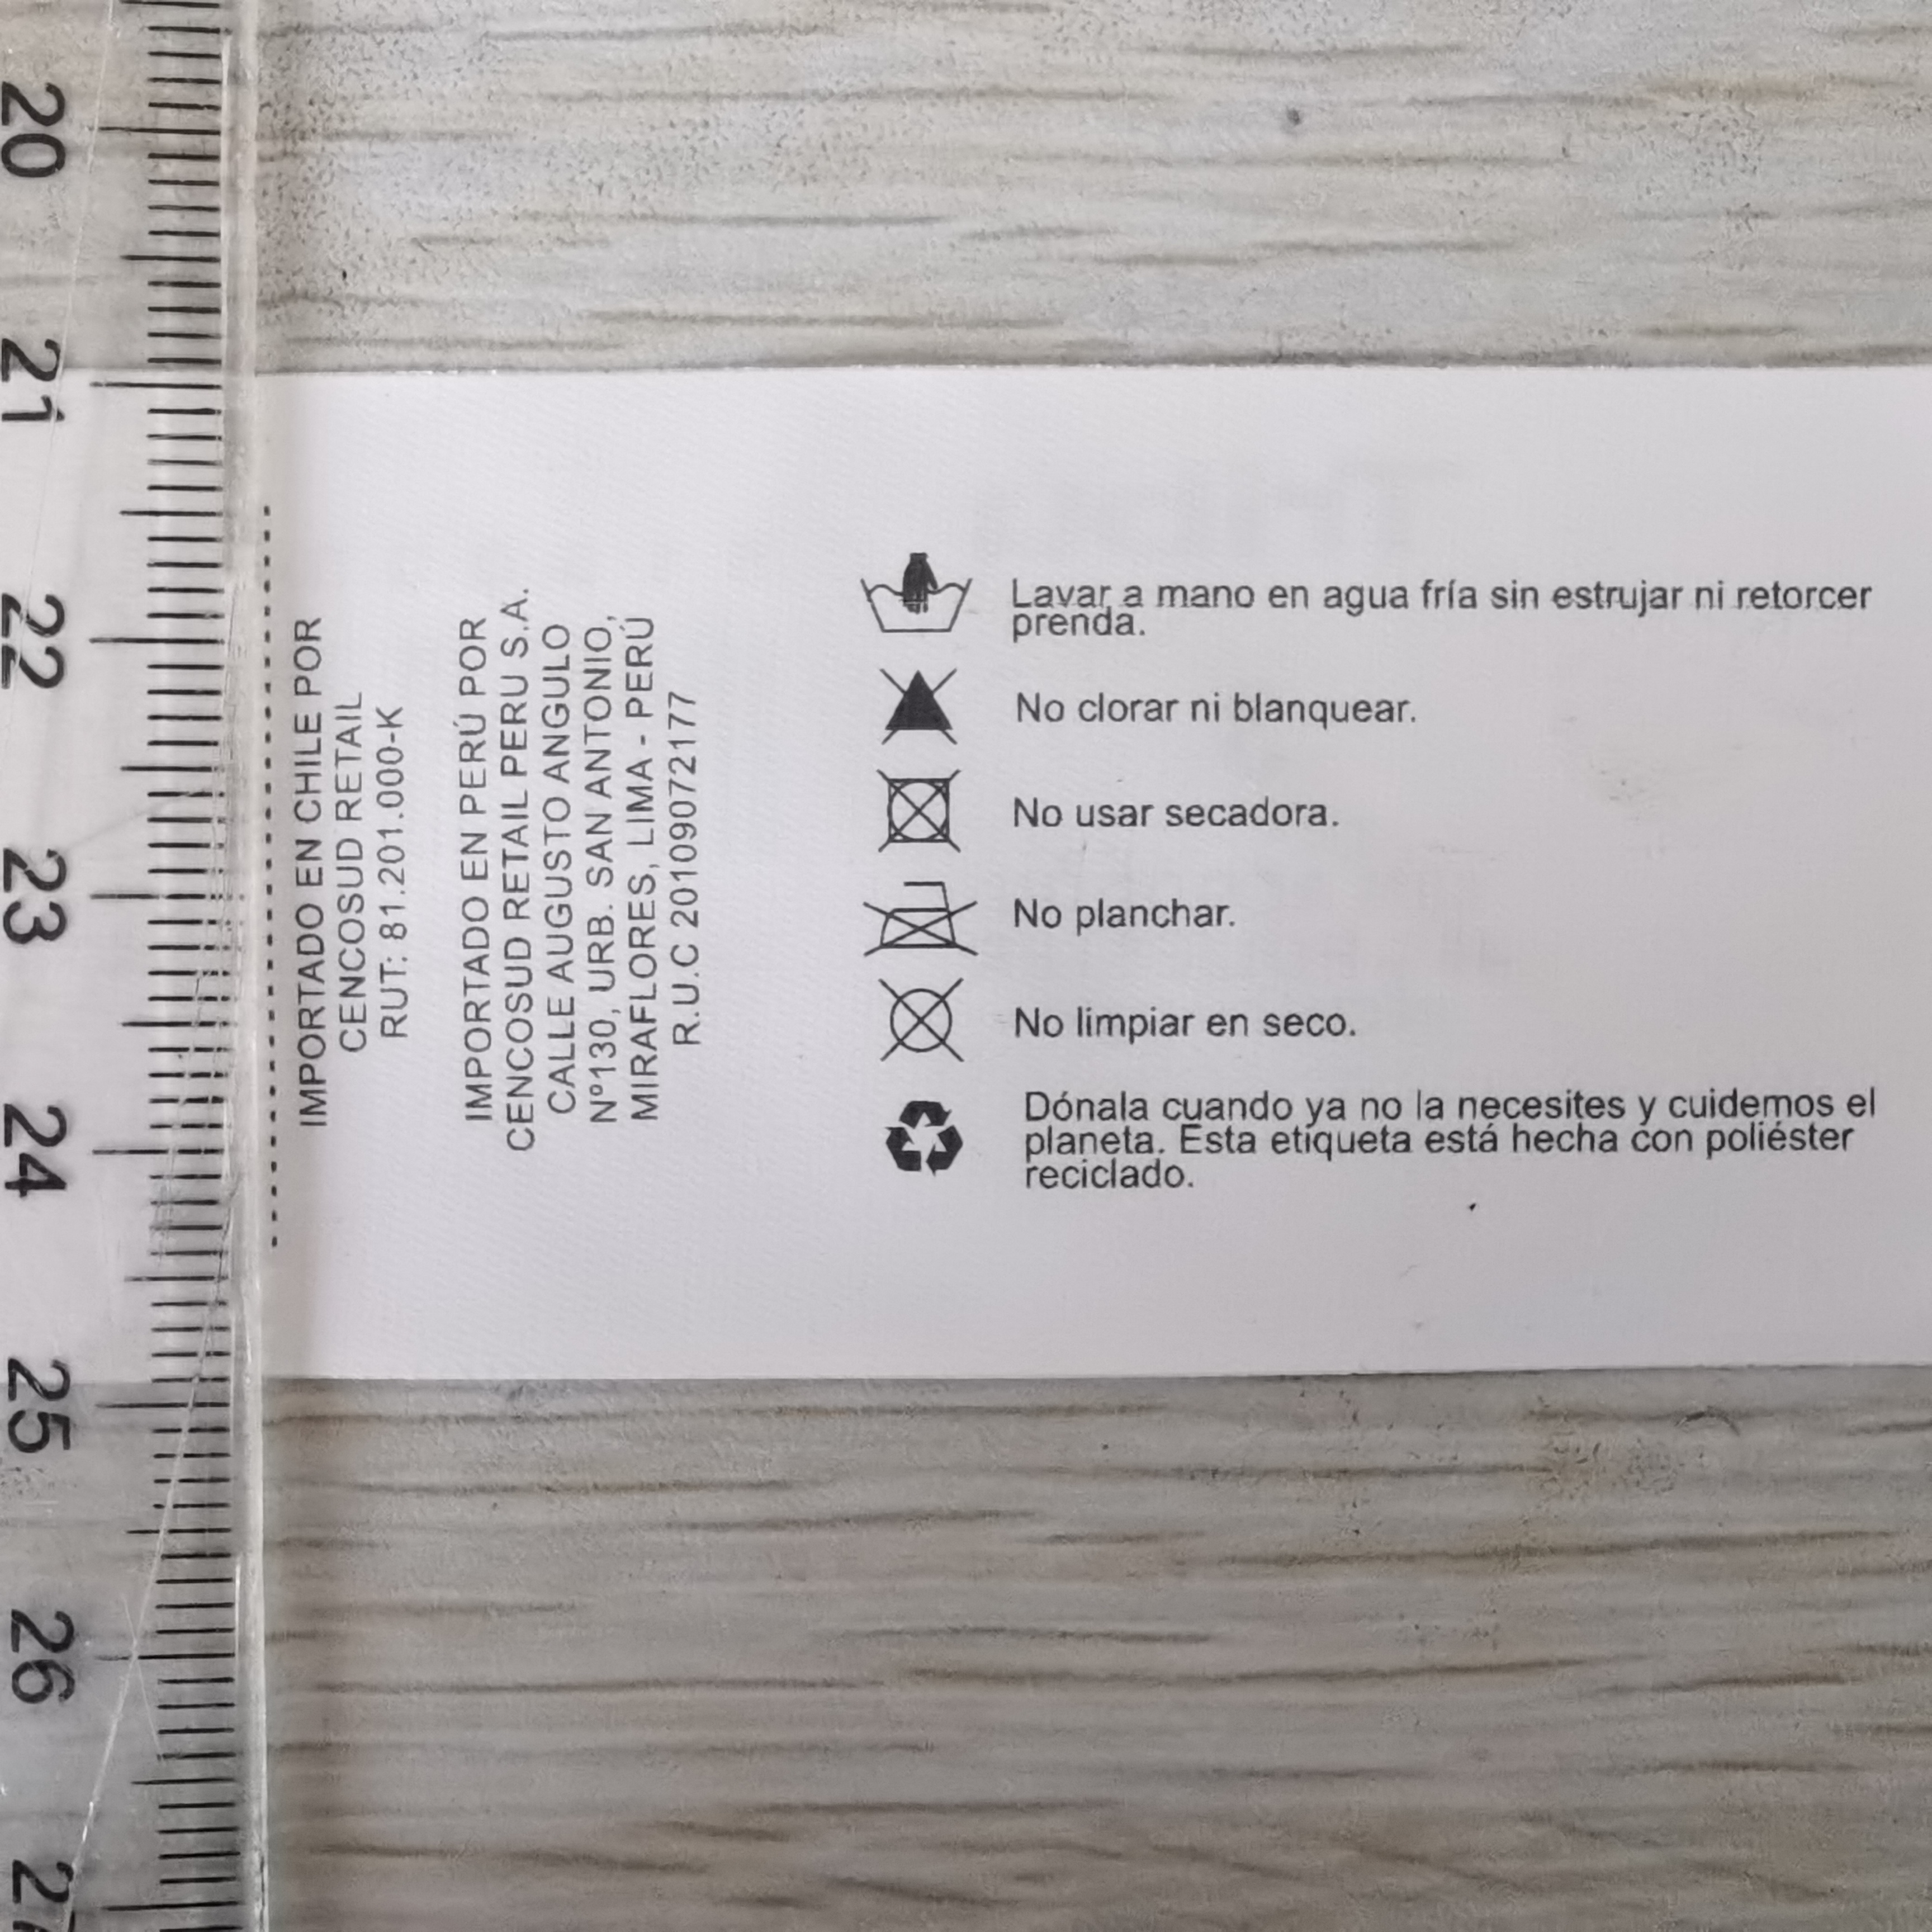 20
21
22
23
24
25
26
IMPORTADO EN CHILE POR
CENCOSUD RETAIL
RUT: 81.201.000-K
IMPORTADO EN PERÚ POR
CENCOSUD RETAIL PERU S.A.
CALLE AUGUSTO ANGULO
Nº130, URB. SAN ANTONIO,
MIRAFLORES, LIMA - PERÚ
R.U.C 20109072177
Lavar a mano en agua fría sin estrujar ni retorcer
prenda.
No clorar ni blanquear.
No usar secadora.
No planchar.
No limpiar en seco.
Dónala cuando ya no la necesites y cuidemos el
planeta. Esta etiqueta está hecha con poliéster
reciclado.